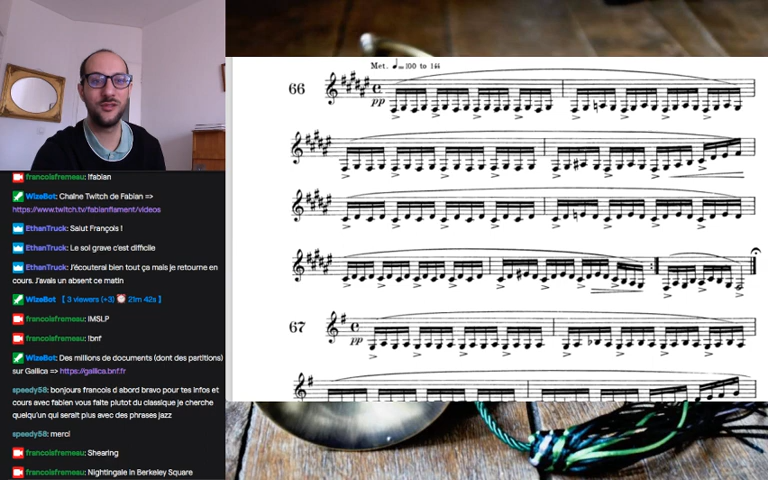 francoisfremeau: !fabian
WizeBot: Chaîne Twitch de Fabian =>
https://www.twitch.tv/fabianflament/videos
EthanTruck: Salut François !
EthanTruck: Le sol grave c'est difficile
EthanTruck: J'écouterai bien tout ça mais je retourne en
cours. J'avais un absent ce matin
WizeBot: [ 3 viewers (+3) ⏰ 21m 42s ]
francoisfremeau: IMSLP
francoisfremeau: !bnf
WizeBot: Des millions de documents (dont des partitions)
sur Gallica => https://gallica.bnf.fr
speedy58: bonjours francois d abord bravo pour tes infos et
cours avec fabien vous faite plutot du classique je cherche
quelqu'un qui serait plus avec des phrases jazz
speedy58: merci
francoisfremeau: Shearing
francoisfremeau: Nightingale in Berkeley Square
Met. ♩=100 to 144
66
pp
67
pp